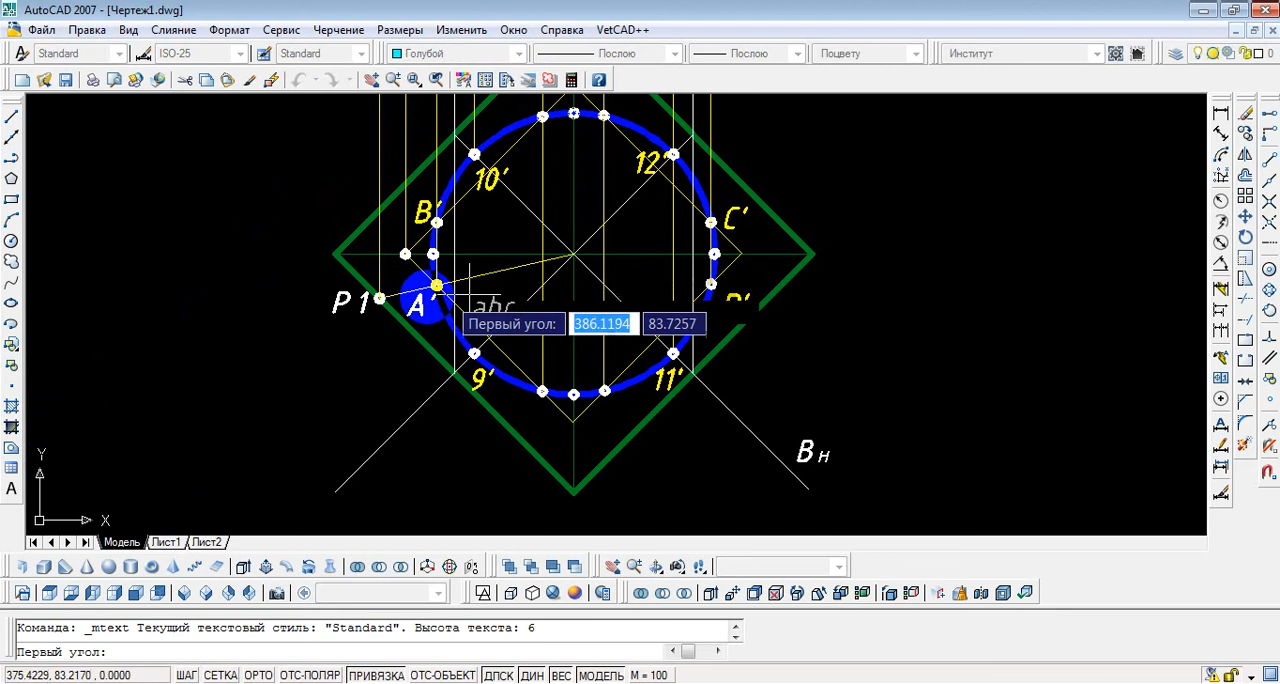 AutoCAD 2007 - [Чертеж1.dwg]
Файл Правка Вид Слияние Формат Сервис Черчение Размеры Изменить Окно Справка VetCAD++
Standard ISO-25 Standard Голубой Послою Послою Поцвету Институт 0
10' 12'
B' C'
P 1 A'
abc
Первый угол: 386.1194 83.7257
9' 11'
B н
Y
X
Модель Лист1 Лист2
Команда: _mtext Текущий текстовый стиль: "Standard". Высота текста: 6
Первый угол:
375.4229, 83.2170 , 0.0000 ШАГ СЕТКА ОРТО ОТС-ПОЛЯР ПРИВЯЗКА ОТС-ОБЪЕКТ ДПСК ДИН ВЕС МОДЕЛЬ М = 100